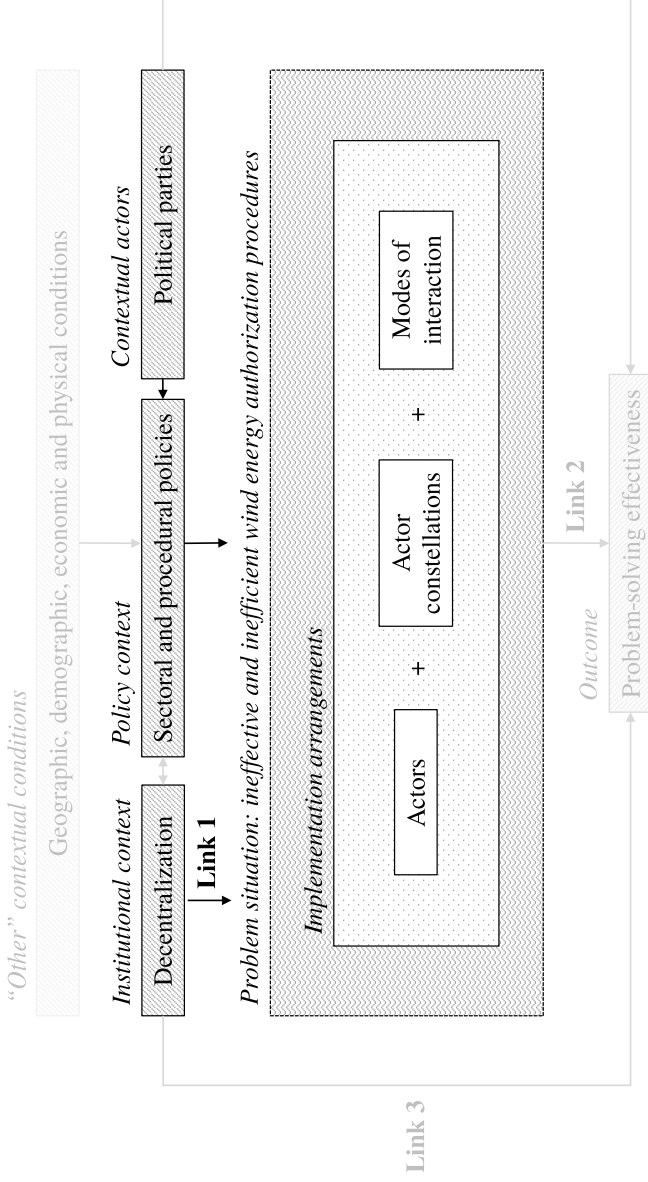 “Other” contextual conditions
Geographic, demographic, economic and physical conditions
Institutional context
Policy context
Contextual actors
Decentralization
Sectoral and procedural policies
Political parties
Link 1
Problem situation: ineffective and inefficient wind energy authorization procedures
Implementation arrangements
Actors
+
Actor
constellations
+
Modes of
interaction
Link 3
Link 2
Outcome
Problem-solving effectiveness